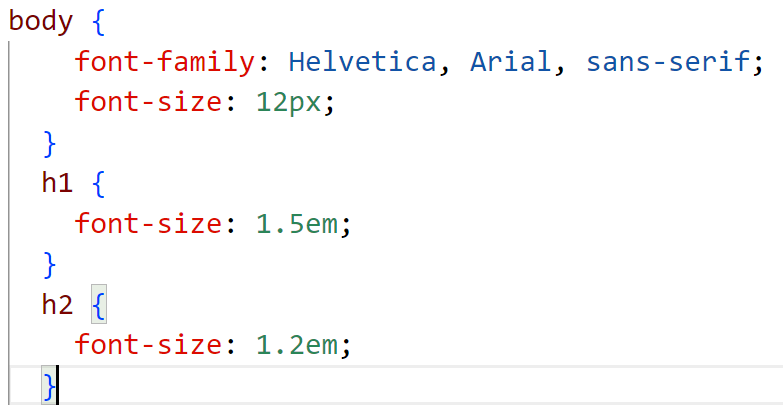 body {
    font-family: Helvetica, Arial, sans-serif;
    font-size: 12px;
  }
  h1 {
    font-size: 1.5em;
  }
  h2 {
    font-size: 1.2em;
  }